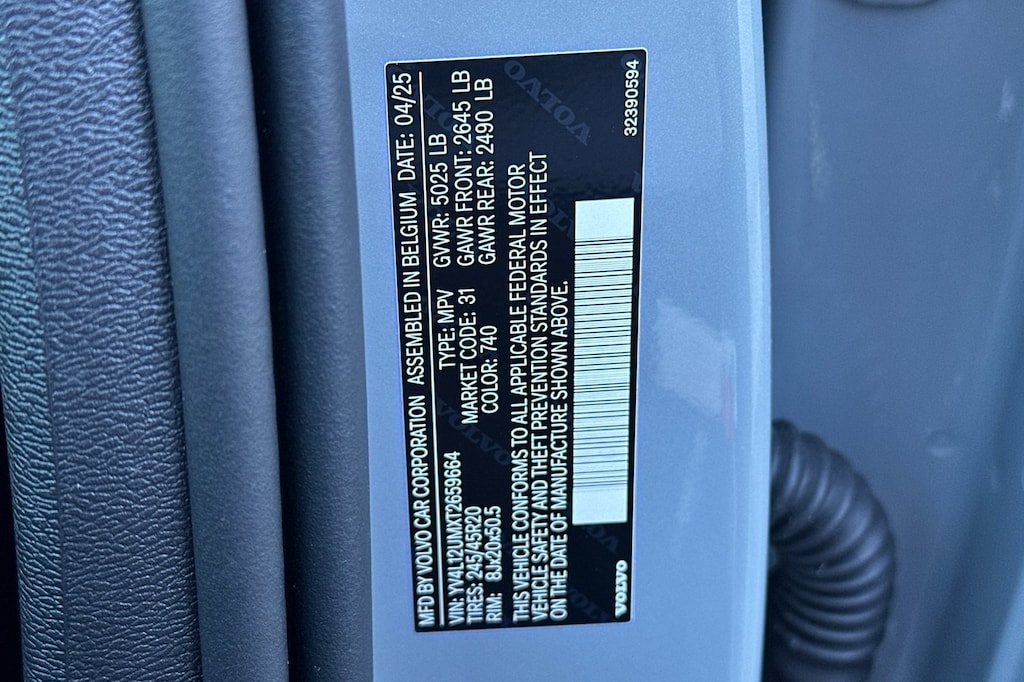 MFD BY VOLVO CAR CORPORATION ASSEMBLED IN BELGIUM DATE: 04/25
VIN: YV4L12UMXT2659664 TYPE: MPV GVWR: 5025 LB
TIRES: 245/45R20 MARKET CODE: 31 GAWR FRONT: 2645 LB
RIM: 8Jx20x50.5 COLOR: 740 GAWR REAR: 2490 LB
THIS VEHICLE CONFORMS TO ALL APPLICABLE FEDERAL MOTOR
VEHICLE SAFETY AND THEFT PREVENTION STANDARDS IN EFFECT
ON THE DATE OF MANUFACTURE SHOWN ABOVE.
VOLVO 32390594